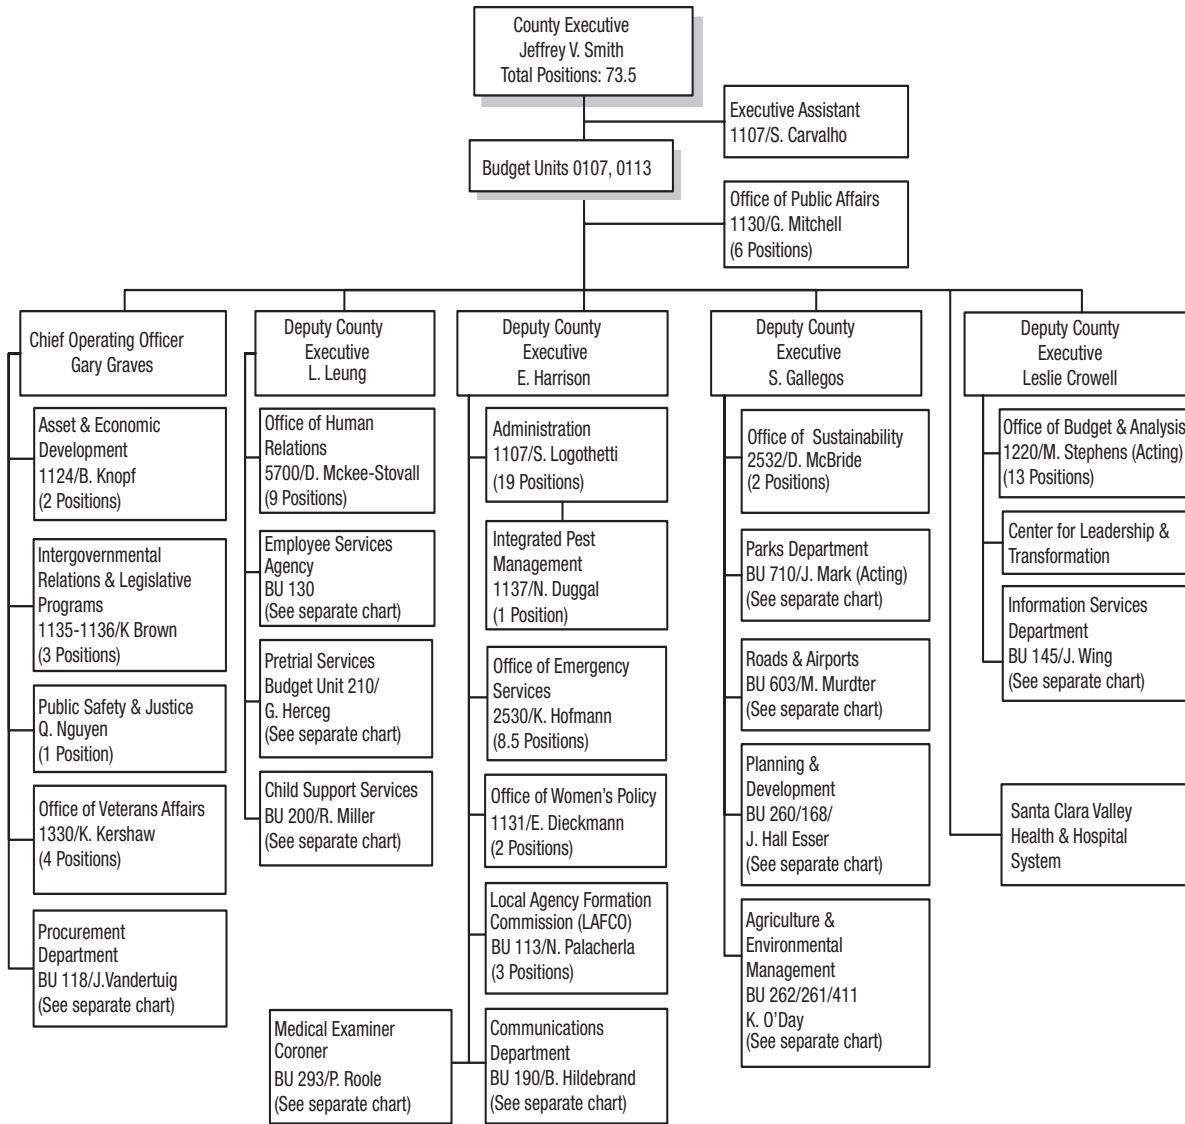 County Executive
Jeffrey V. Smith
Total Positions: 73.5
Executive Assistant
1107/S. Carvalho
Budget Units 0107, 0113
Office of Public Affairs
1130/G. Mitchell
(6 Positions)
Chief Operating Officer
Gary Graves
Asset & Economic
Development
1124/B. Knopf
(2 Positions)
Intergovernmental
Relations & Legislative
Programs
1135-1136/K Brown
(3 Positions)
Public Safety & Justice
Q. Nguyen
(1 Position)
Office of Veterans Affairs
1330/K. Kershaw
(4 Positions)
Procurement
Department
BU 118/J.Vandertuig
(See separate chart)
Deputy County
Executive
L. Leung
Office of Human
Relations
5700/D. Mckee-Stovall
(9 Positions)
Employee Services
Agency
BU 130
(See separate chart)
Pretrial Services
Budget Unit 210/
G. Herceg
(See separate chart)
Child Support Services
BU 200/R. Miller
(See separate chart)
Deputy County
Executive
E. Harrison
Administration
1107/S. Logothetti
(19 Positions)
Integrated Pest
Management
1137/N. Duggal
(1 Position)
Office of Emergency
Services
2530/K. Hofmann
(8.5 Positions)
Office of Women's Policy
1131/E. Dieckmann
(2 Positions)
Local Agency Formation
Commission (LAFCO)
BU 113/N. Palacherla
(3 Positions)
Medical Examiner
Coroner
BU 293/P. Roole
(See separate chart)
Communications
Department
BU 190/B. Hildebrand
(See separate chart)
Deputy County
Executive
S. Gallegos
Office of  Sustainability
2532/D. McBride
(2 Positions)
Parks Department
BU 710/J. Mark (Acting)
(See separate chart)
Roads & Airports
BU 603/M. Murdter
(See separate chart)
Planning &
Development
BU 260/168/
J. Hall Esser
(See separate chart)
Agriculture &
Environmental
Management
BU 262/261/411
K. O'Day
(See separate chart)
Deputy County
Executive
Leslie Crowell
Office of Budget & Analysis
1220/M. Stephens (Acting)
(13 Positions)
Center for Leadership &
Transformation
Information Services
Department
BU 145/J. Wing
(See separate chart)
Santa Clara Valley
Health & Hospital
System